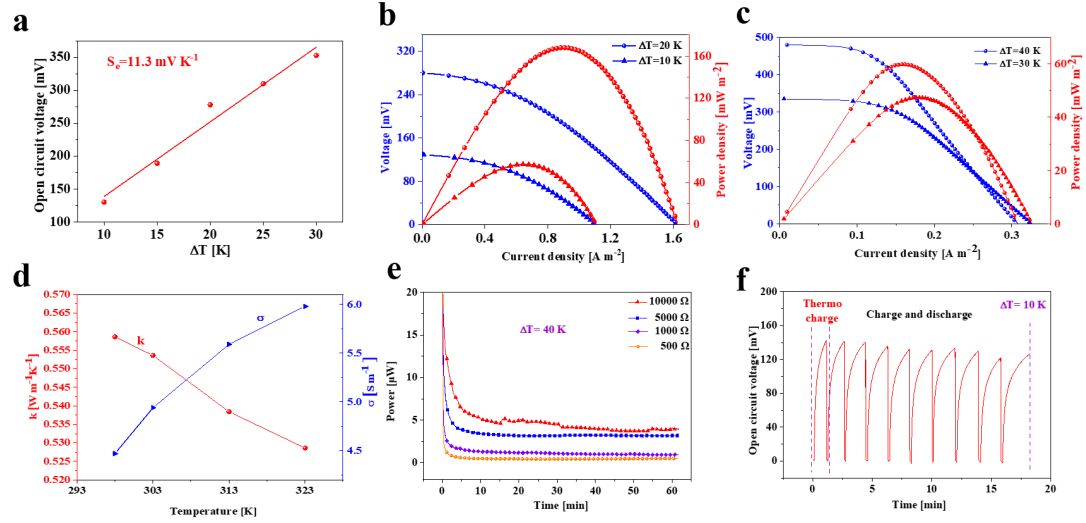 a
Open circuit voltage [mV]
350
300
250
200
150
100
Sₑ=11.3 mV K⁻¹
10
15
20
25
30
ΔT [K]
b
Voltage [mV]
320
240
160
80
0
ΔT= 20 K
ΔT= 10 K
Power density [mW m⁻²]
160
120
80
40
0
0.0
0.4
0.8
1.2
1.6
Current density [A m⁻²]
c
Voltage [mV]
500
400
300
200
100
0
ΔT=40 K
ΔT=30 K
Power density [mW m⁻²]
60
40
20
0
0.0
0.1
0.2
0.3
Current density [A m⁻²]
d
k [W m⁻¹K⁻¹]
0.570
0.565
0.560
0.555
0.550
0.545
0.540
0.535
0.530
0.525
0.520
k
σ
σ [S m⁻¹]
6.0
5.5
5.0
4.5
293
303
313
323
Temperature [K]
e
Power [µW]
20
15
10
5
0
ΔT= 40 K
10000 Ω
5000 Ω
1000 Ω
500 Ω
0
10
20
30
40
50
60
Time [min]
f
Open circuit voltage [mV]
200
160
120
80
40
0
Thermo
charge
Charge and discharge
ΔT: 10 K
0
5
10
15
20
Time [min]